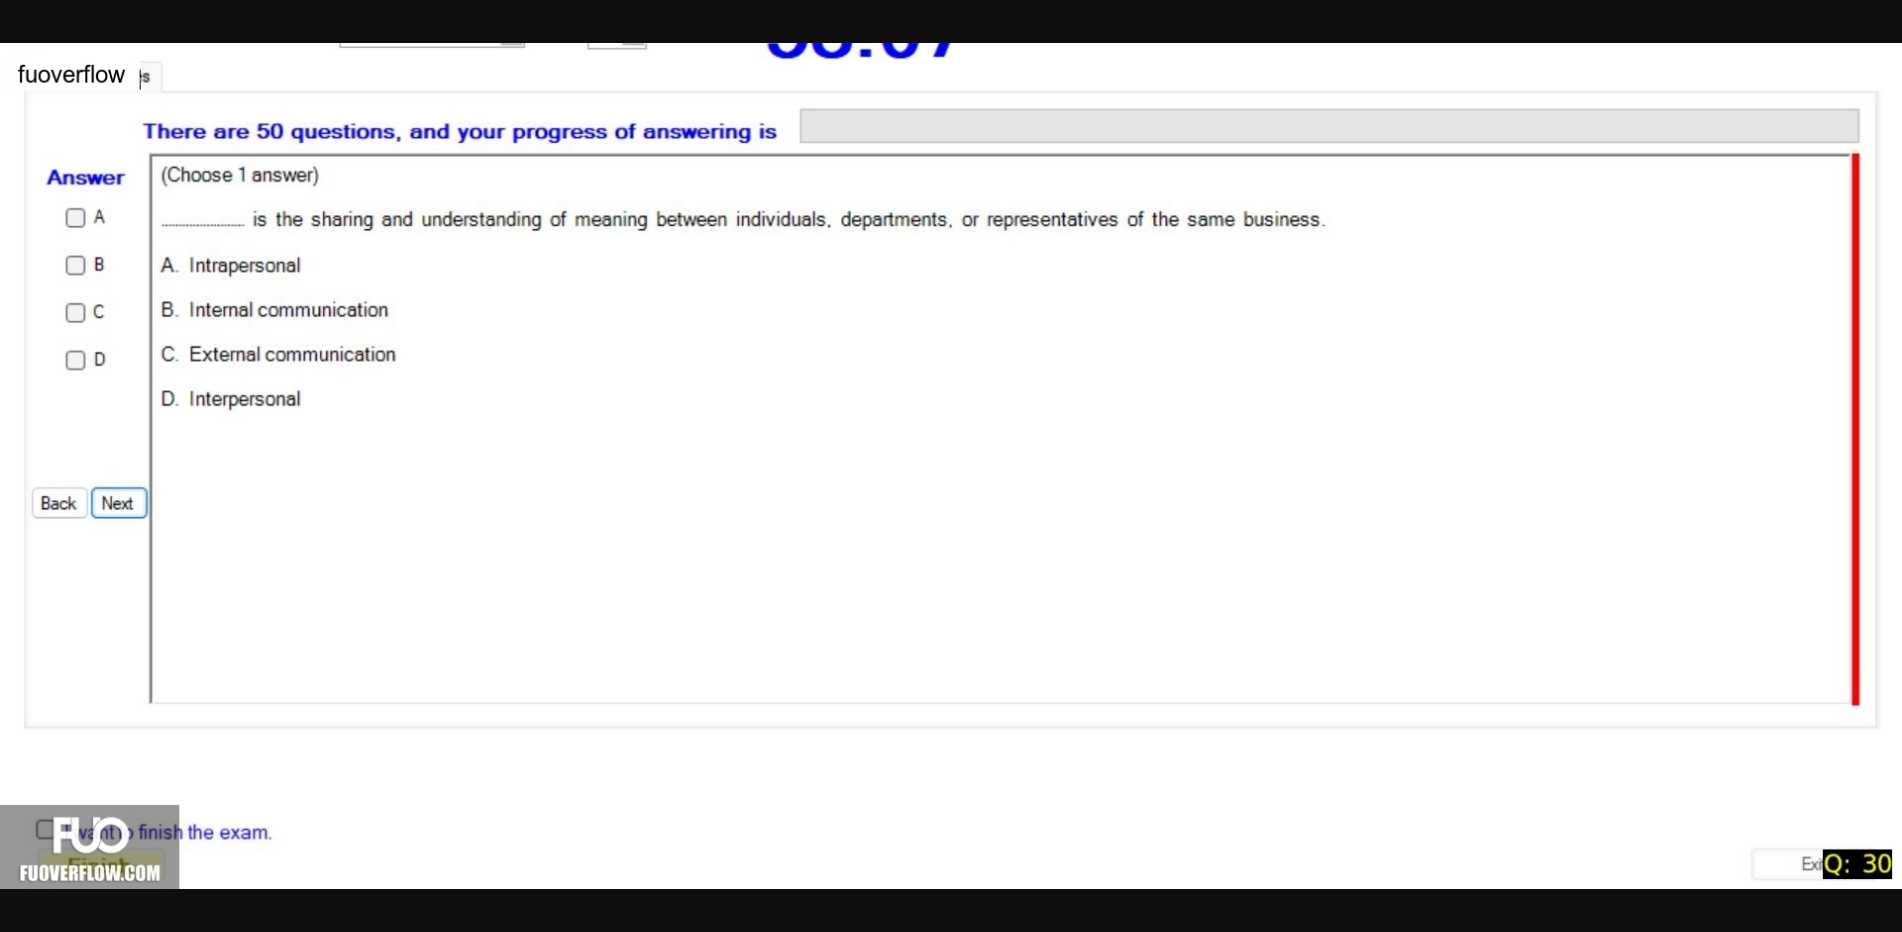 fuoverflow
There are 50 questions, and your progress of answering is
Answer
(Choose 1 answer)
A
.................... is the sharing and understanding of meaning between individuals, departments, or representatives of the same business.
B
A. Intrapersonal
C
B. Internal communication
D
C. External communication
D. Interpersonal
Back Next
want to finish the exam.
FUO
FUOVERFLOW.COM
Q: 30